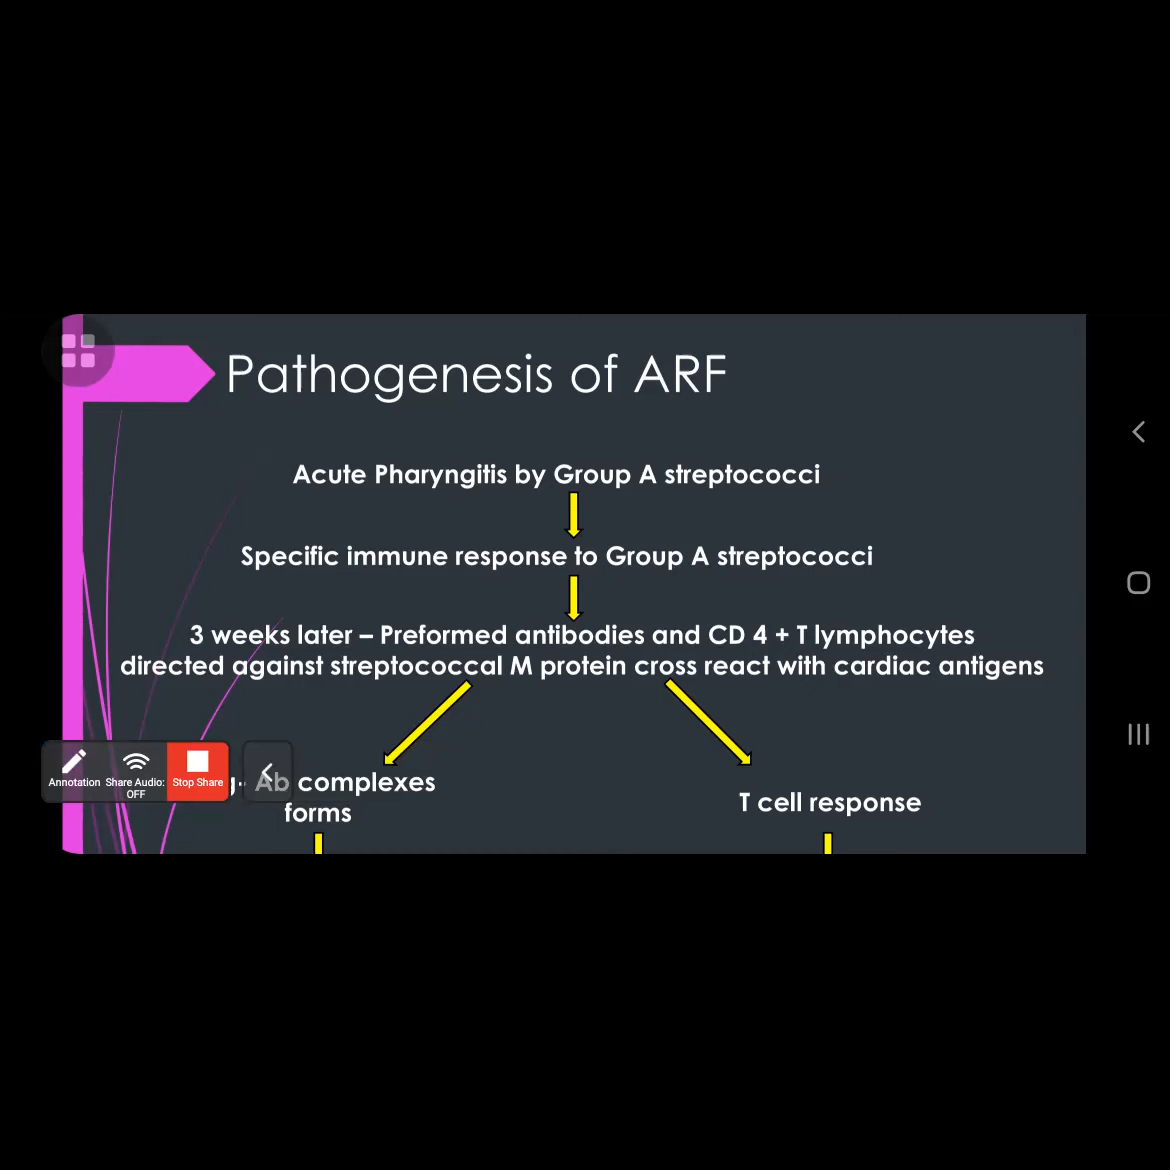 Pathogenesis of ARF
Acute Pharyngitis by Group A streptococci
Specific immune response to Group A streptococci
3 weeks later – Preformed antibodies and CD 4 + T lymphocytes
directed against streptococcal M protein cross react with cardiac antigens
Ab complexes
forms
T cell response
Annotation
Share Audio:
OFF
Stop Share